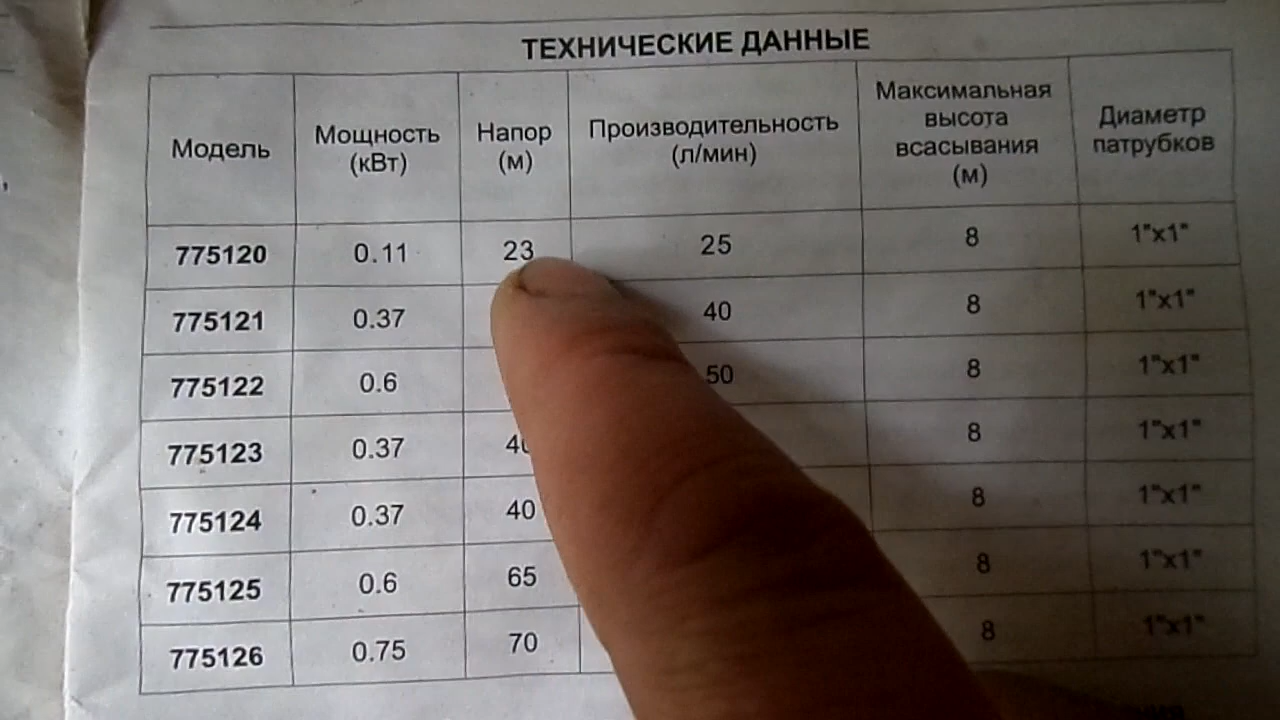 ТЕХНИЧЕСКИЕ ДАННЫЕ
Модель Мощность (кВт) Напор (м) Производительность (л/мин) Максимальная высота всасывания (м) Диаметр патрубков
775120 0.11 23 25 8 1"x1"
775121 0.37 40 8 1"x1"
775122 0.6 50 8 1"x1"
775123 0.37 8 1"x1"
775124 0.37 40 8 1"x1"
775125 0.6 65 8 1"x1"
775126 0.75 70 8 1"x1"